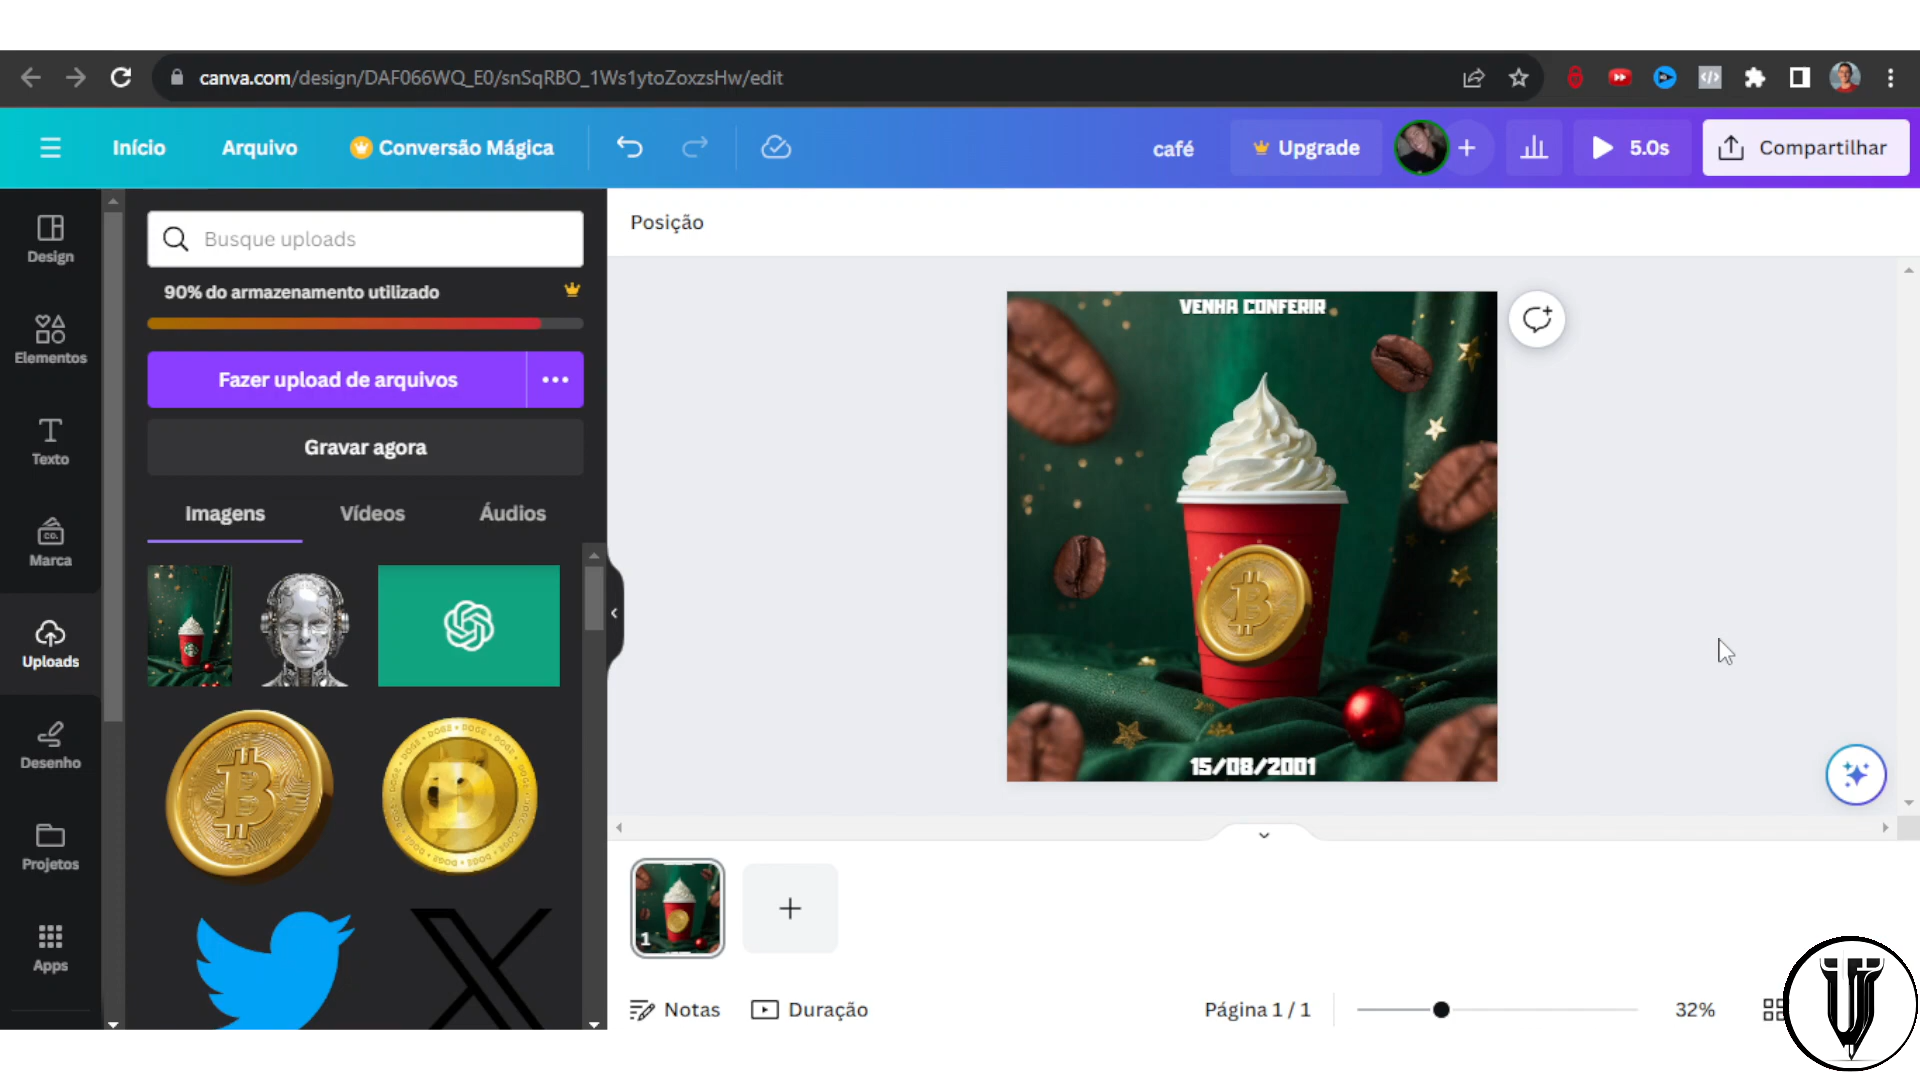 canva.com/design/DAF066WQ_E0/snSqRBO_1Ws1ytoZoxzsHw/edit
Início
Arquivo
Conversão Mágica
café
Upgrade
5.0s
Compartilhar
Design
Elementos
Texto
CO.
Marca
Uploads
Desenho
Projetos
Apps
Busque uploads
90% do armazenamento utilizado
Fazer upload de arquivos
Gravar agora
Imagens
Vídeos
Áudios
Posição
VENHA CONFERIR
15/08/2001
1
Notas
Duração
Página 1 / 1
32%